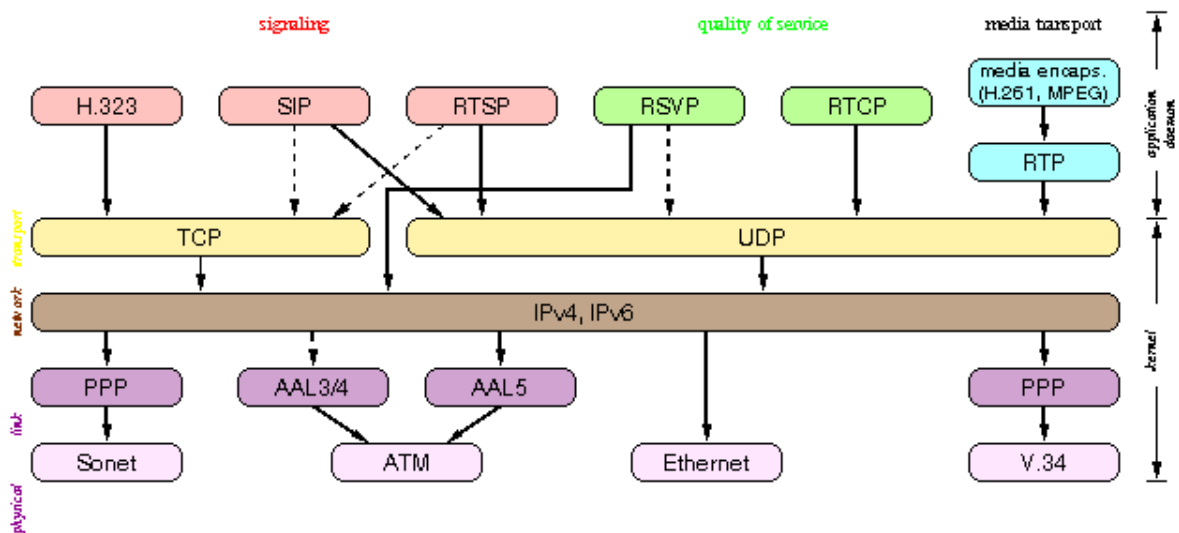 signaling
quality of service
media transport
media encaps.
(H.261, MPEG)
H.323
SIP
RTSP
RSVP
RTCP
RTP
application
daemon
TCP
UDP
transport
IPv4, IPv6
network
kernel
PPP
AAL3/4
AAL5
PPP
link
Sonet
ATM
Ethernet
V.34
physical